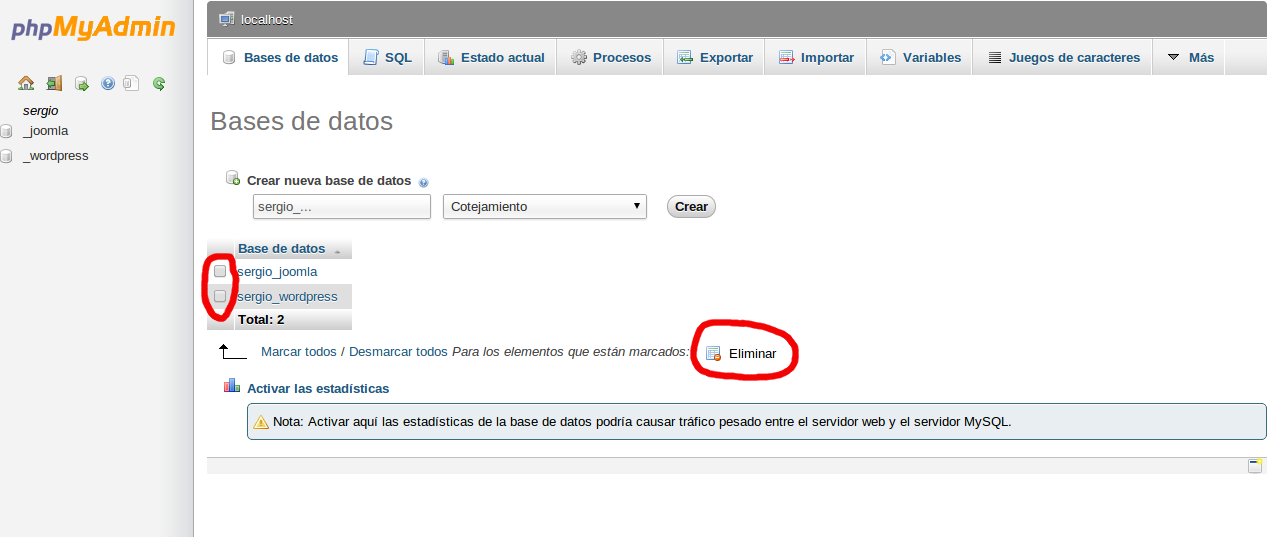 phpMyAdmin
sergio
_joomla
_wordpress
localhost
Bases de datos SQL Estado actual Procesos Exportar Importar Variables Juegos de caracteres Más
Bases de datos
Crear nueva base de datos
sergio_... Cotejamiento Crear
Base de datos
sergio_joomla
sergio_wordpress
Total: 2
Marcar todos / Desmarcar todos Para los elementos que están marcados: Eliminar
Activar las estadísticas
Nota: Activar aquí las estadísticas de la base de datos podría causar tráfico pesado entre el servidor web y el servidor MySQL.